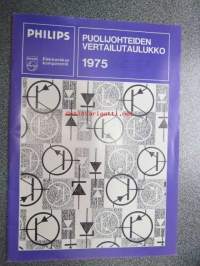 PHILIPS
Elektroniikan
komponentit
PUOLIJOHTEIDEN
VERTAILUTAULUKKO
1975